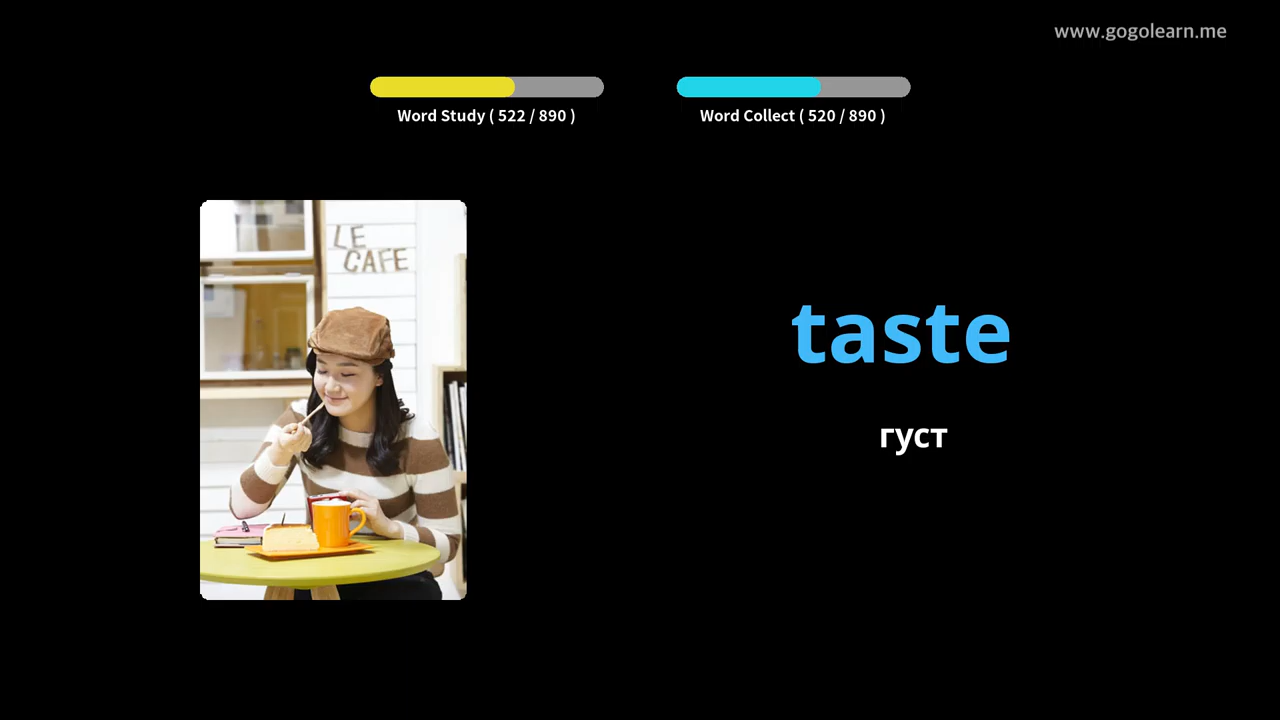 www.gogolearn.me
Word Study ( 522 / 890 )
Word Collect ( 520 / 890 )
LE
CAFE
taste
густ